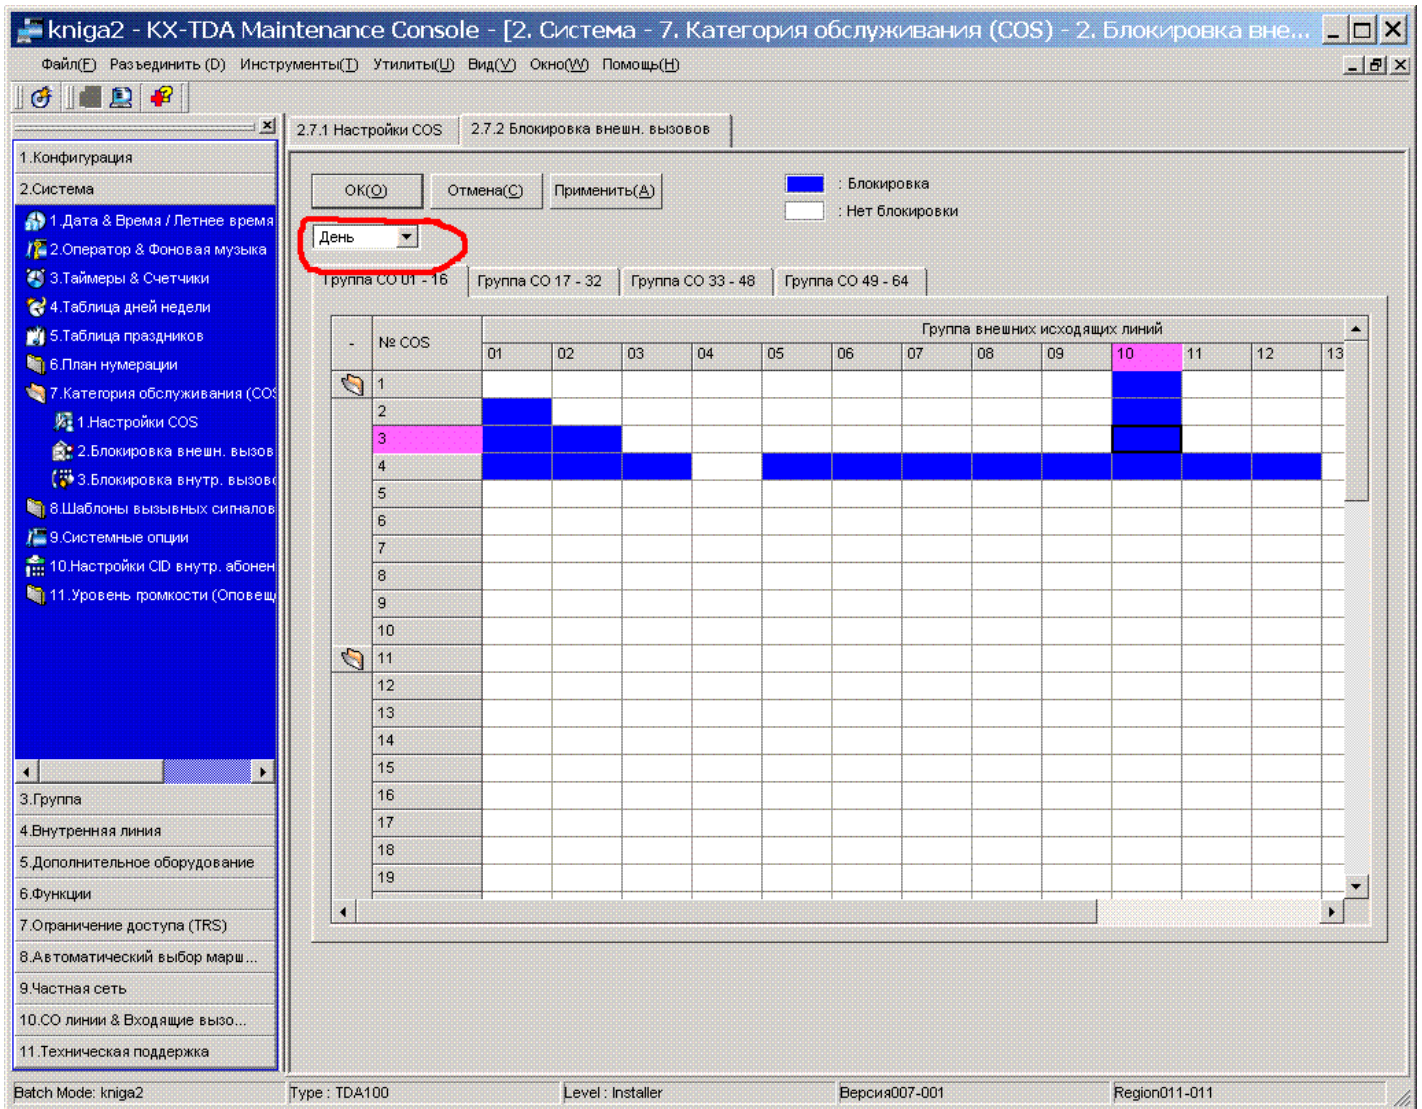 kniga2 - KX-TDA Maintenance Console - [2. Система - 7. Категория обслуживания (COS) - 2. Блокировка вне...
Файл(F) Разъединить (D) Инструменты(T) Утилиты(U) Вид(V) Окно(W) Помощь(H)
2.7.1 Настройки COS 2.7.2 Блокировка внешн. вызовов
1.Конфигурация
2.Система
1.Дата & Время / Летнее время
2.Оператор & Фоновая музыка
3.Таймеры & Счетчики
4.Таблица дней недели
5.Таблица праздников
6.План нумерации
7.Категория обслуживания (COS
1.Настройки COS
2.Блокировка внешн. вызов
3.Блокировка внутр. вызово
8.Шаблоны вызывных сигналов
9.Системные опции
10.Настройки CID внутр. абонен
11.Уровень громкости (Оповещ
3.Группа
4.Внутренняя линия
5.Дополнительное оборудование
6.Функции
7.Ограничение доступа (TRS)
8.Автоматический выбор марш...
9.Частная сеть
10.CO линии & Входящие вызо...
11.Техническая поддержка
OK(O) Отмена(C) Применить(A)
: Блокировка
: Нет блокировки
День
Группа CO 01 - 16 Группа CO 17 - 32 Группа CO 33 - 48 Группа CO 49 - 64
- № COS Группа внешних исходящих линий
01 02 03 04 05 06 07 08 09 10 11 12 13
1
2
3
4
5
6
7
8
9
10
11
12
13
14
15
16
17
18
19
Batch Mode: kniga2 Type : TDA100 Level : Installer Версия007-001 Region011-011